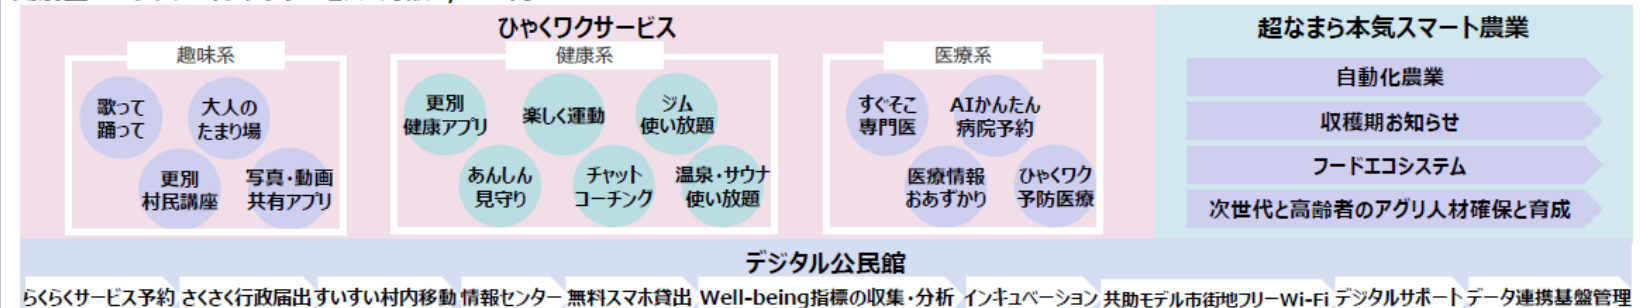 ひゃくワクサービス
趣味系
歌って
踊って
大人の
たまり場
更別
村民講座
写真・動画
共有アプリ
健康系
更別
健康アプリ
楽しく運動
ジム
使い放題
あんしん
見守り
チャット
コーチング
温泉・サウナ
使い放題
医療系
すぐそこ
専門医
AIかんたん
病院予約
医療情報
おあずかり
ひゃくワク
予防医療
超なまら本気スマート農業
自動化農業
収穫期お知らせ
フードエコシステム
次世代と高齢者のアグリ人材確保と育成
デジタル公民館
らくらくサービス予約 さくさく行政届出 すいすい村内移動 情報センター 無料スマホ貸出 Well-being指標の収集・分析 インキュベーション 共助モデル市街地フリーWi-Fi デジタルサポート データ連携基盤管理